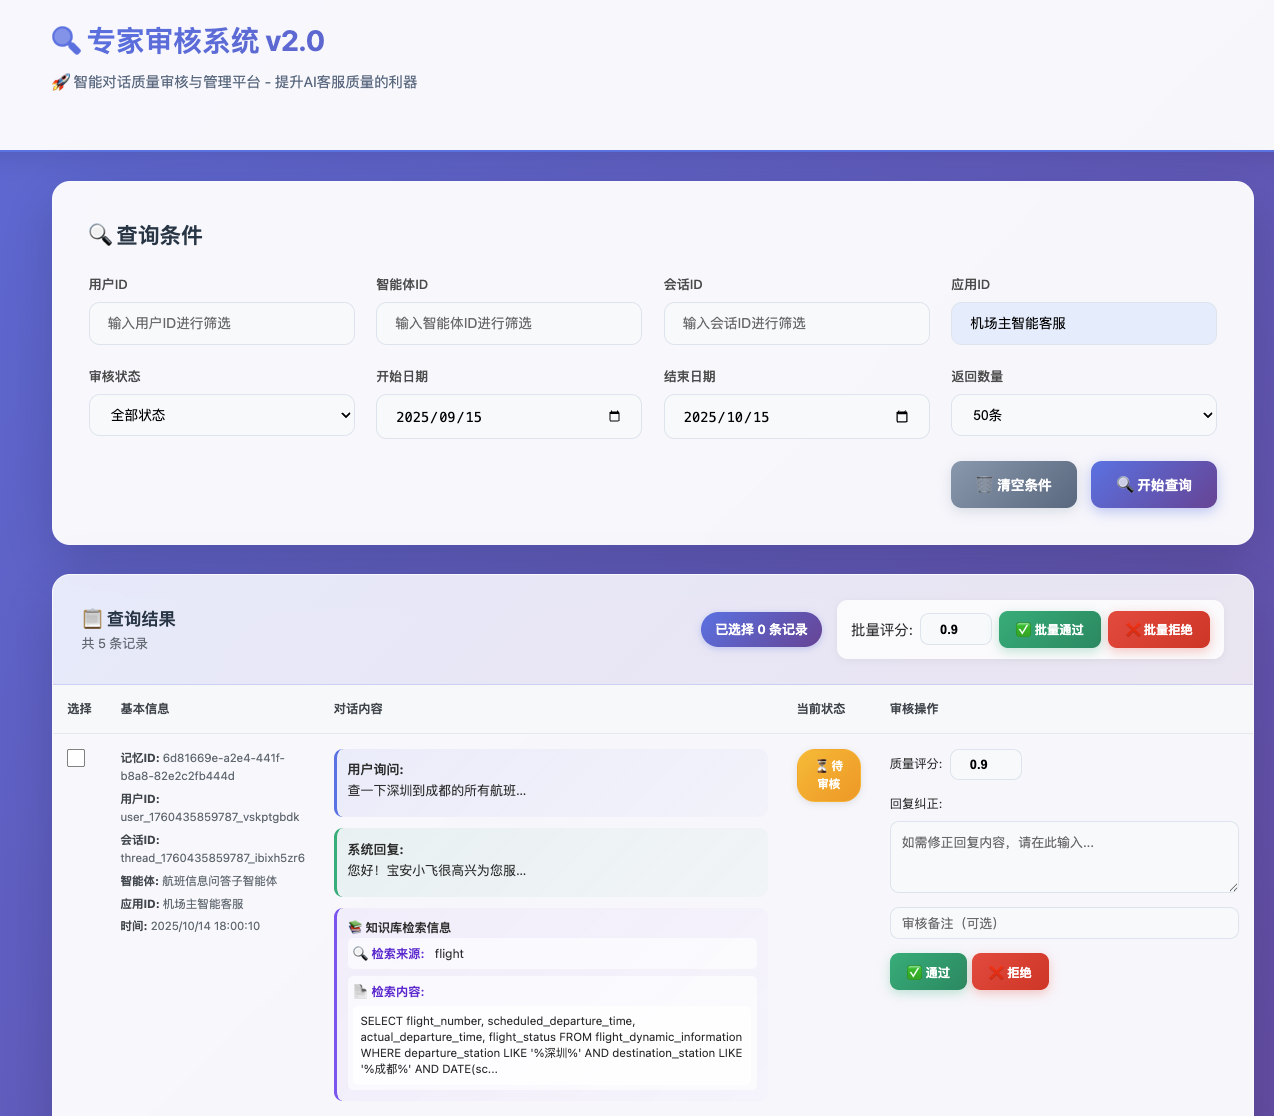 🔍 专家审核系统 v2.0
🚀 智能对话质量审核与管理平台 - 提升AI客服质量的利器
🔍 查询条件
用户ID
智能体ID
会话ID
应用ID
输入用户ID进行筛选
输入智能体ID进行筛选
输入会话ID进行筛选
机场主智能客服
审核状态
开始日期
结束日期
返回数量
全部状态
2025/09/15
2025/10/15
50条
🗑️ 清空条件
🔍 开始查询
📋 查询结果
共 5 条记录
已选择 0 条记录
批量评分:
0.9
✅ 批量通过
❌ 批量拒绝
选择
基本信息
对话内容
当前状态
审核操作
记忆ID: 6d81669e-a2e4-441f-
b8a8-82e2c2fb444d
用户ID:
user_1760435859787_vskptgbdk
会话ID:
thread_1760435859787_ibixh5zr6
智能体: 航班信息问答子智能体
应用ID: 机场主智能客服
时间: 2025/10/14 18:00:10
用户询问:
查一下深圳到成都的所有航班...
系统回复:
您好！宝安小飞很高兴为您服...
📚 知识库检索信息
🔍 检索来源: flight
📄 检索内容:
SELECT flight_number, scheduled_departure_time,
actual_departure_time, flight_status FROM flight_dynamic_information
WHERE departure_station LIKE '%深圳%' AND destination_station LIKE
'%成都%' AND DATE(sc...
⏳ 待
审核
质量评分: 0.9
回复纠正:
如需修正回复内容，请在此输入...
审核备注（可选）
✅ 通过
❌ 拒绝